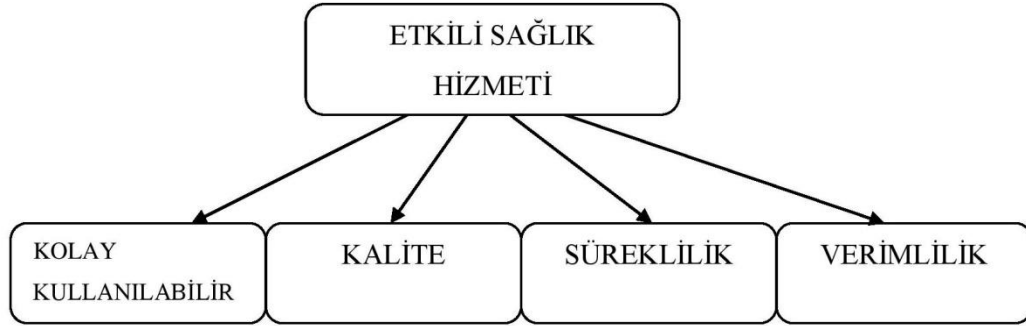 ETKİLİ SAĞLIK
HİZMETİ
KOLAY
KULLANILABİLİR
KALİTE
SÜREKLİLİK
VERİMLİLİK